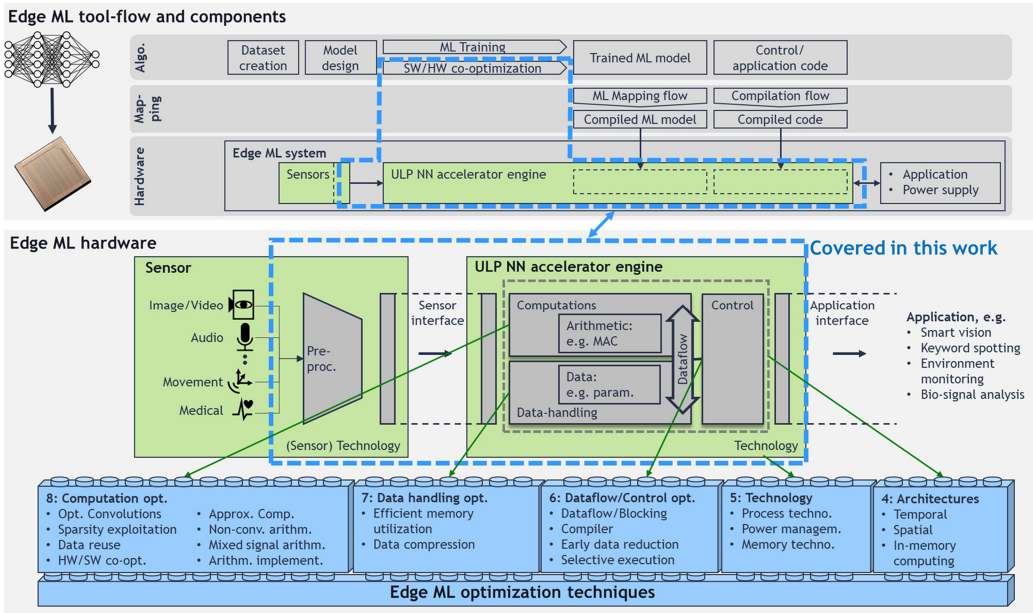 Edge ML tool-flow and components
Algo.
Dataset
creation
Model
design
ML Training
SW/HW co-optimization
Trained ML model
Control/
application code
Map-
ping
ML Mapping flow
Compilation flow
Compiled ML model
Compiled code
Hardware
Edge ML system
Sensors
ULP NN accelerator engine
• Application
• Power supply
Edge ML hardware
Covered in this work
Sensor
Image/Video
Audio
Movement
Medical
Pre-
proc.
(Sensor) Technology
Sensor
interface
ULP NN accelerator engine
Computations
Arithmetic:
e.g. MAC
Data:
e.g. param.
Data-handling
Dataflow
Control
Technology
Application
interface
Application, e.g.
• Smart vision
• Keyword spotting
• Environment
monitoring
• Bio-signal analysis
8: Computation opt.
• Opt. Convolutions
• Sparsity exploitation
• Data reuse
• HW/SW co-opt.
• Approx. Comp.
• Non-conv. arithm.
• Mixed signal arithm.
• Arithm. implement.
7: Data handling opt.
• Efficient memory
utilization
• Data compression
6: Dataflow/Control opt.
• Dataflow/Blocking
• Compiler
• Early data reduction
• Selective execution
5: Technology
• Process techno.
• Power managem.
• Memory techno.
4: Architectures
• Temporal
• Spatial
• In-memory
computing
Edge ML optimization techniques